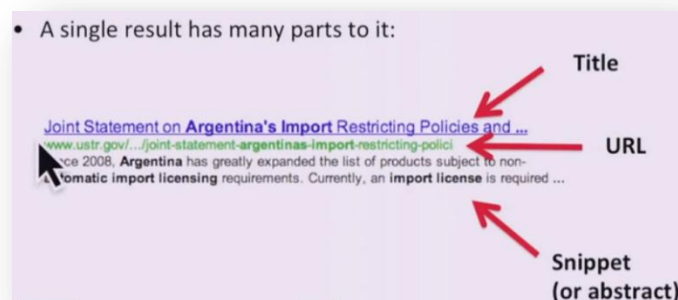 • A single result has many parts to it:
Title
Joint Statement on Argentina's Import Restricting Policies and ...
www.ustr.gov/.../joint-statement-argentinas-import-restricting-polici
URL
2008, Argentina has greatly expanded the list of products subject to non-
import licensing requirements. Currently, an import license is required ...
Snippet
(or abstract)